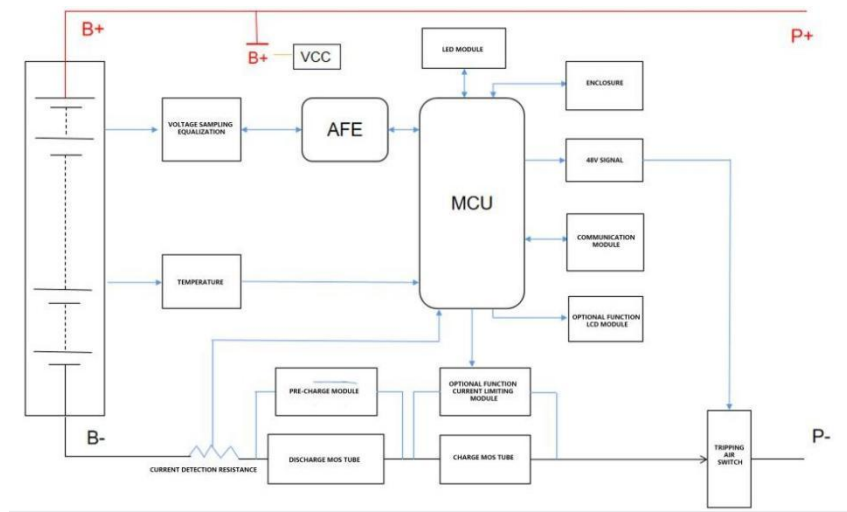 B+
P+
B+
VCC
LED MODULE
ENCLOSURE
VOLTAGE SAMPLING
EQUALIZATION
AFE
48V SIGNAL
MCU
COMMUNICATION
MODULE
TEMPERATURE
OPTIONAL FUNCTION
LCD MODULE
PRE-CHARGE MODULE
OPTIONAL FUNCTION
CURRENT LIMITING
MODULE
B-
P-
TRIPPING
AIR
SWITCH
CURRENT DETECTION RESISTANCE
DISCHARGE MOS TUBE
CHARGE MOS TUBE